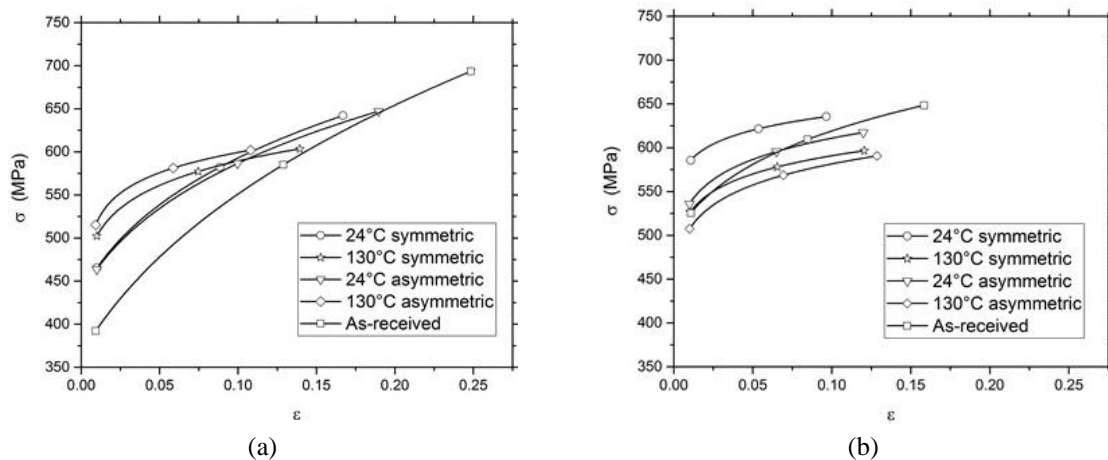 750
700
650
600
550
500
450
400
350
σ (MPa)
0.00 0.05 0.10 0.15 0.20 0.25
ε
24°C symmetric
130°C symmetric
24°C asymmetric
130°C asymmetric
As-received
(a)
750
700
650
600
550
500
450
400
350
σ (MPa)
0.00 0.05 0.10 0.15 0.20 0.25
ε
24°C symmetric
130°C symmetric
24°C asymmetric
130°C asymmetric
As-received
(b)